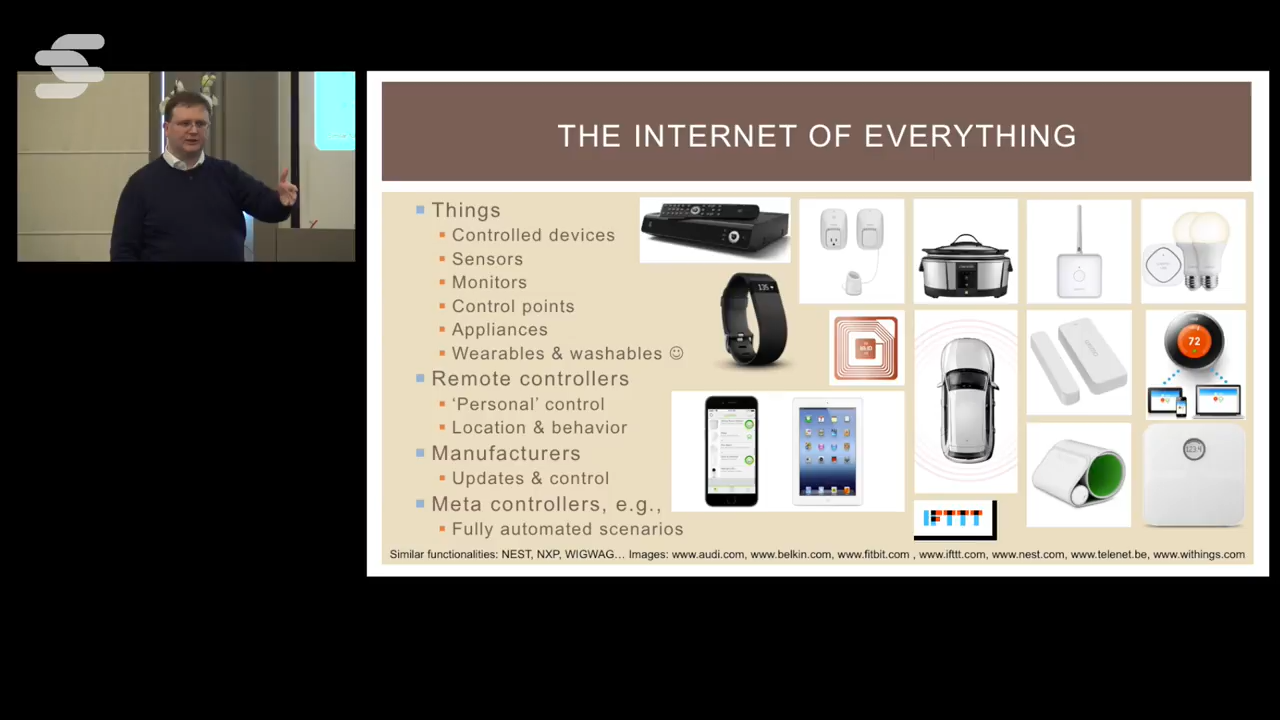 THE INTERNET OF EVERYTHING
Things
Controlled devices
Sensors
Monitors
Control points
Appliances
Wearables & washables ☺
Remote controllers
‘Personal’ control
Location & behavior
Manufacturers
Updates & control
Meta controllers, e.g.,
Fully automated scenarios
135
72
123.4
IFTTT
Similar functionalities: NEST, NXP, WIGWAG… Images: www.audi.com, www.belkin.com, www.fitbit.com , www.ifttt.com, www.nest.com, www.telenet.be, www.withings.com